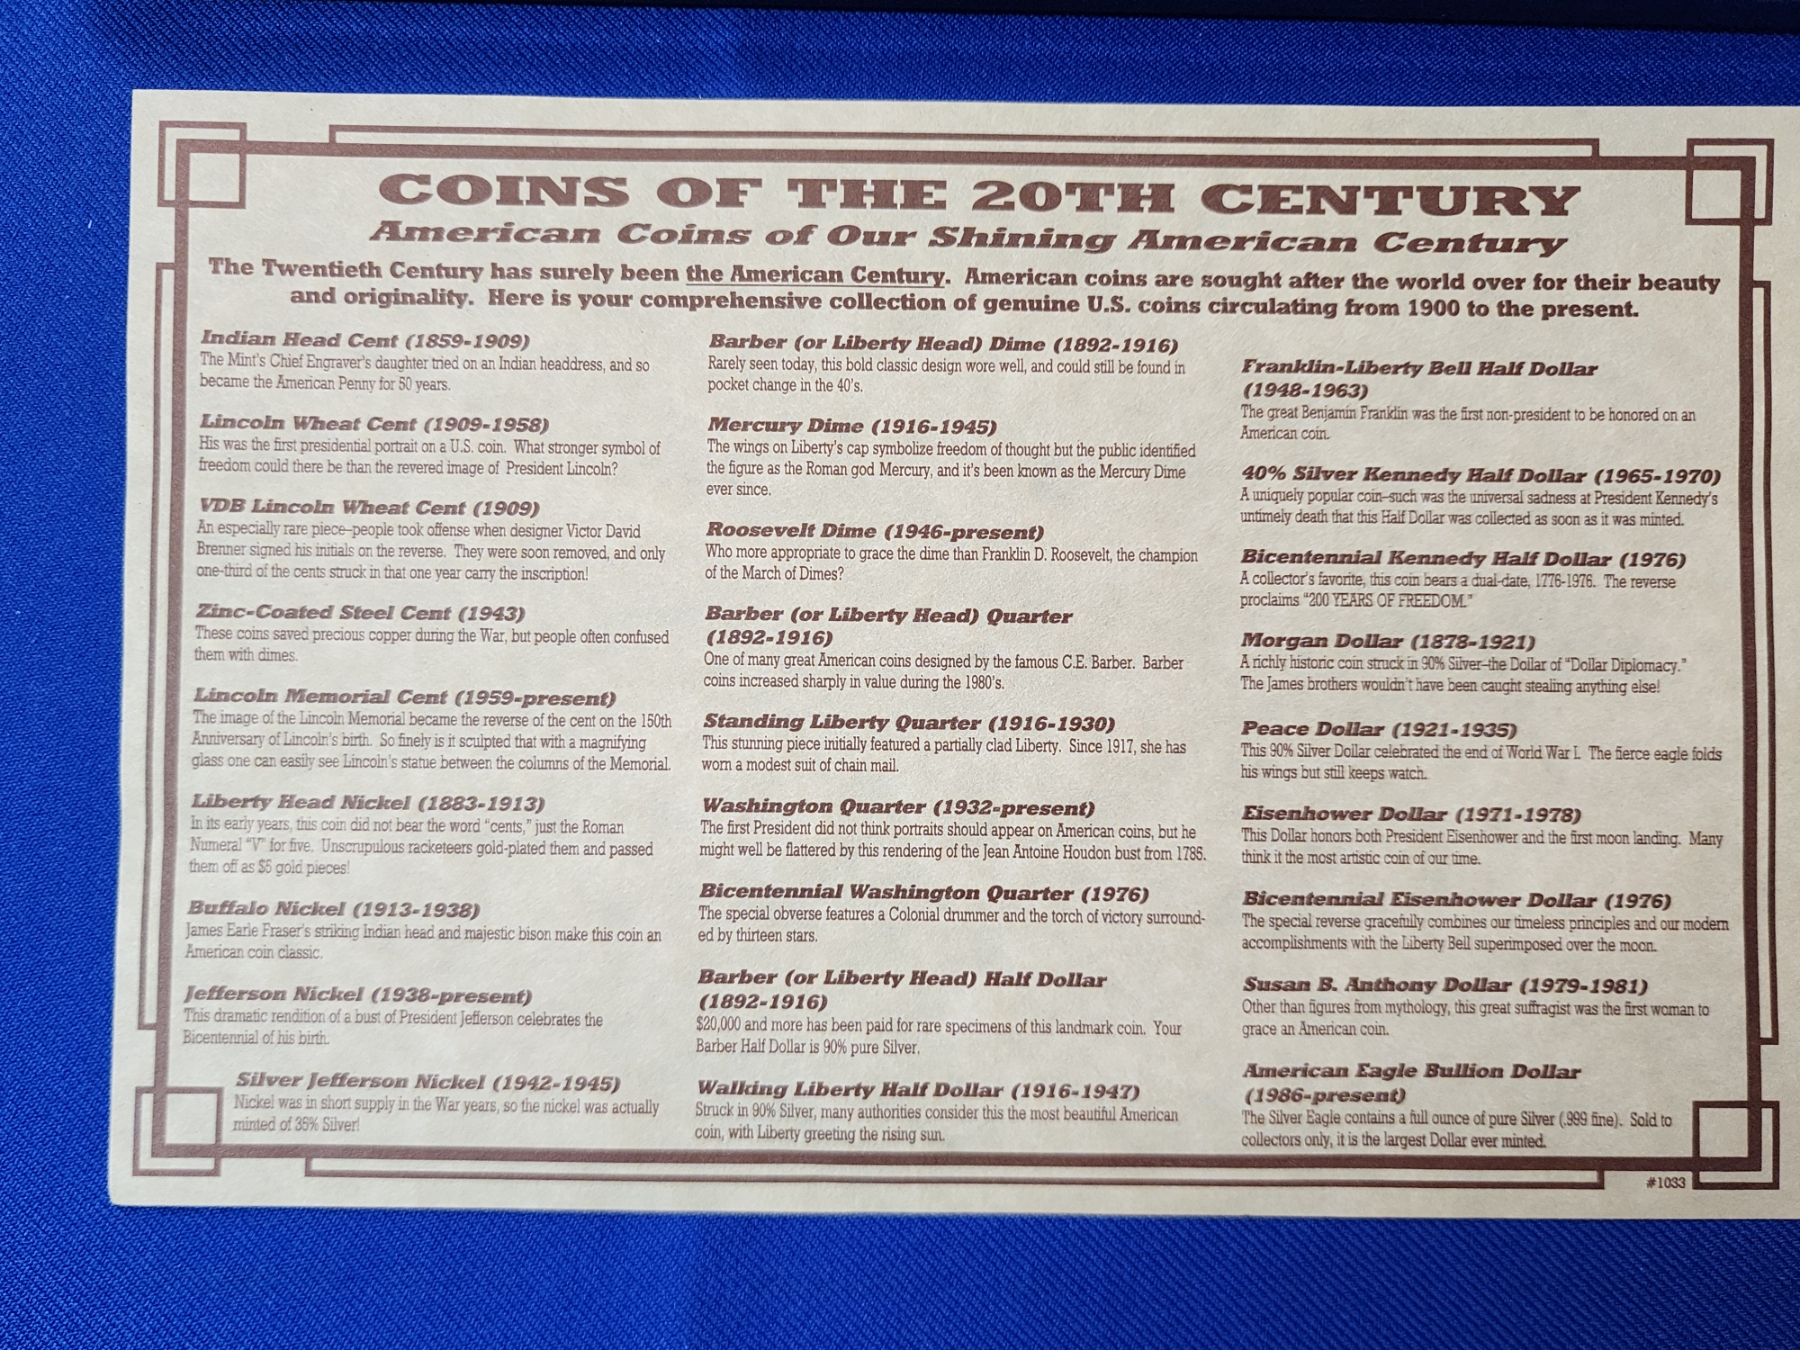 COINS OF THE 20TH CENTURY
American Coins of Our Shining American Century
The Twentieth Century has surely been the American Century. American coins are sought after the world over for their beauty
and originality. Here is your comprehensive collection of genuine U.S. coins circulating from 1900 to the present.
Indian Head Cent (1859-1909)
The Mint's Chief Engraver's daughter tried on an Indian headdress, and so
became the American Penny for 50 years.
Lincoln Wheat Cent (1909-1958)
His was the first presidential portrait on a U.S. coin. What stronger symbol of
freedom could there be than the revered image of President Lincoln?
VDB Lincoln Wheat Cent (1909)
An especially rare piece–people took offense when designer Victor David
Brenner signed his initials on the reverse. They were soon removed, and only
one-third of the cents struck in that one year carry the inscription!
Zinc-Coated Steel Cent (1943)
These coins saved precious copper during the War, but people often confused
them with dimes.
Lincoln Memorial Cent (1959-present)
The image of the Lincoln Memorial became the reverse of the cent on the 150th
Anniversary of Lincoln's birth. So finely is it sculpted that with a magnifying
glass one can easily see Lincoln's statue between the columns of the Memorial.
Liberty Head Nickel (1883-1913)
In its early years, this coin did not bear the word "cents," just the Roman
Numeral "V" for five. Unscrupulous racketeers gold-plated them and passed
them off as $5 gold pieces!
Buffalo Nickel (1913-1938)
James Earle Fraser's striking Indian head and majestic bison make this coin an
American coin classic.
Jefferson Nickel (1938-present)
This dramatic rendition of a bust of President Jefferson celebrates the
Bicentennial of his birth.
Silver Jefferson Nickel (1942-1945)
Nickel was in short supply in the War years, so the nickel was actually
minted of 35% Silver!
Barber (or Liberty Head) Dime (1892-1916)
Rarely seen today, this bold classic design wore well, and could still be found in
pocket change in the 40's.
Mercury Dime (1916-1945)
The wings on Liberty's cap symbolize freedom of thought but the public identified
the figure as the Roman god Mercury, and it's been known as the Mercury Dime
ever since.
Roosevelt Dime (1946-present)
Who more appropriate to grace the dime than Franklin D. Roosevelt, the champion
of the March of Dimes?
Barber (or Liberty Head) Quarter
(1892-1916)
One of many great American coins designed by the famous C.E. Barber. Barber
coins increased sharply in value during the 1980's.
Standing Liberty Quarter (1916-1930)
This stunning piece initially featured a partially clad Liberty. Since 1917, she has
worn a modest suit of chain mail.
Washington Quarter (1932-present)
The first President did not think portraits should appear on American coins, but he
might well be flattered by this rendering of the Jean Antoine Houdon bust from 1785.
Bicentennial Washington Quarter (1976)
The special obverse features a Colonial drummer and the torch of victory surround-
ed by thirteen stars.
Barber (or Liberty Head) Half Dollar
(1892-1916)
$20,000 and more has been paid for rare specimens of this landmark coin. Your
Barber Half Dollar is 90% pure Silver.
Walking Liberty Half Dollar (1916-1947)
Struck in 90% Silver, many authorities consider this the most beautiful American
coin, with Liberty greeting the rising sun.
Franklin-Liberty Bell Half Dollar
(1948-1963)
The great Benjamin Franklin was the first non-president to be honored on an
American coin.
40% Silver Kennedy Half Dollar (1965-1970)
A uniquely popular coin–such was the universal sadness at President Kennedy's
untimely death that this Half Dollar was collected as soon as it was minted.
Bicentennial Kennedy Half Dollar (1976)
A collector's favorite, this coin bears a dual-date, 1776-1976. The reverse
proclaims "200 YEARS OF FREEDOM."
Morgan Dollar (1878-1921)
A richly historic coin struck in 90% Silver–the Dollar of "Dollar Diplomacy."
The James brothers wouldn't have been caught stealing anything else!
Peace Dollar (1921-1935)
This 90% Silver Dollar celebrated the end of World War I. The fierce eagle folds
his wings but still keeps watch.
Eisenhower Dollar (1971-1978)
This Dollar honors both President Eisenhower and the first moon landing. Many
think it the most artistic coin of our time.
Bicentennial Eisenhower Dollar (1976)
The special reverse gracefully combines our timeless principles and our modern
accomplishments with the Liberty Bell superimposed over the moon.
Susan B. Anthony Dollar (1979-1981)
Other than figures from mythology, this great suffragist was the first woman to
grace an American coin.
American Eagle Bullion Dollar
(1986-present)
The Silver Eagle contains a full ounce of pure Silver (.999 fine). Sold to
collectors only, it is the largest Dollar ever minted.
#1033